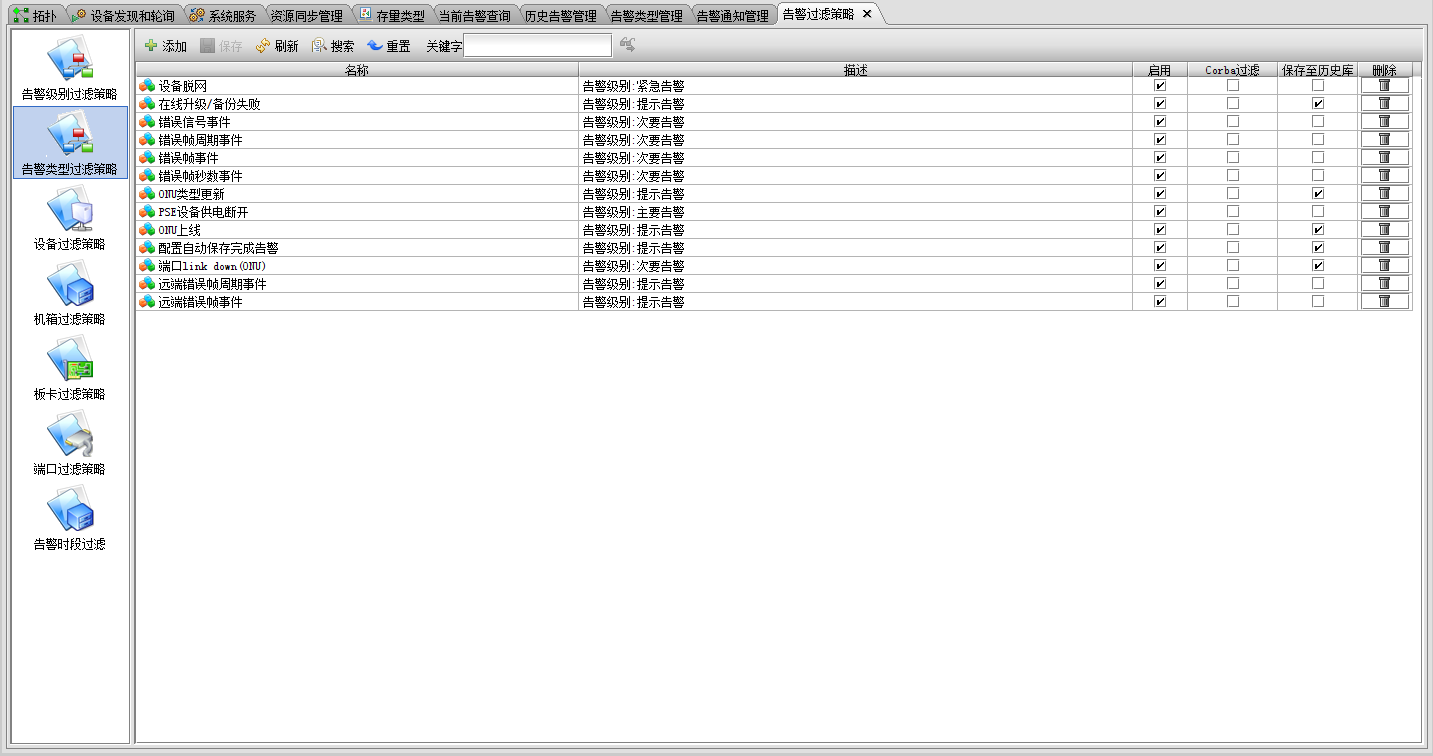 拓扑 设备发现和轮询 系统服务 资源同步管理 存量类型 当前告警查询 历史告警管理 告警类型管理 告警通知管理 告警过滤策略
添加 保存 刷新 搜索 重置 关键字
告警级别过滤策略
告警类型过滤策略
设备过滤策略
机箱过滤策略
板卡过滤策略
端口过滤策略
告警时段过滤
名称 描述 启用 Corba过滤 保存至历史库 删除
设备脱网 告警级别:紧急告警
在线升级/备份失败 告警级别:提示告警
错误信号事件 告警级别:次要告警
错误帧周期事件 告警级别:次要告警
错误帧事件 告警级别:次要告警
错误帧秒数事件 告警级别:次要告警
ONU类型更新 告警级别:提示告警
PSE设备供电断开 告警级别:主要告警
ONU上线 告警级别:提示告警
配置自动保存完成告警 告警级别:提示告警
端口link down(ONU) 告警级别:次要告警
远端错误帧周期事件 告警级别:提示告警
远端错误帧事件 告警级别:提示告警